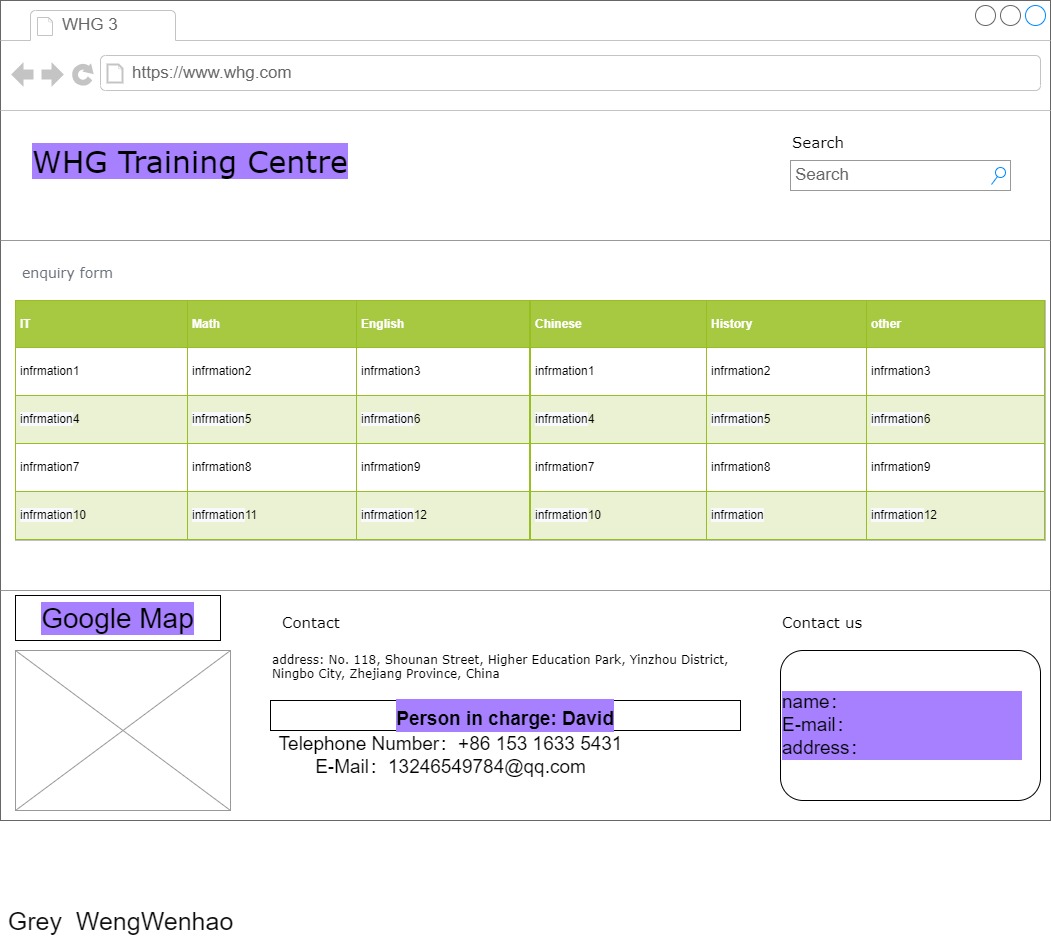 WHG 3
https://www.whg.com
WHG Training Centre
Search
Search
enquiry form
IT Math English Chinese History other
infrmation1 infrmation2 infrmation3 infrmation1 infrmation2 infrmation3
infrmation4 infrmation5 infrmation6 infrmation4 infrmation5 infrmation6
infrmation7 infrmation8 infrmation9 infrmation7 infrmation8 infrmation9
infrmation10 infrmation11 infrmation12 infrmation10 infrmation infrmation12
Google Map
Contact
address: No. 118, Shounan Street, Higher Education Park, Yinzhou District,
Ningbo City, Zhejiang Province, China
Person in charge: David
Telephone Number：+86 153 1633 5431
E-Mail：13246549784@qq.com
Contact us
name：
E-mail：
address：
Grey WengWenhao